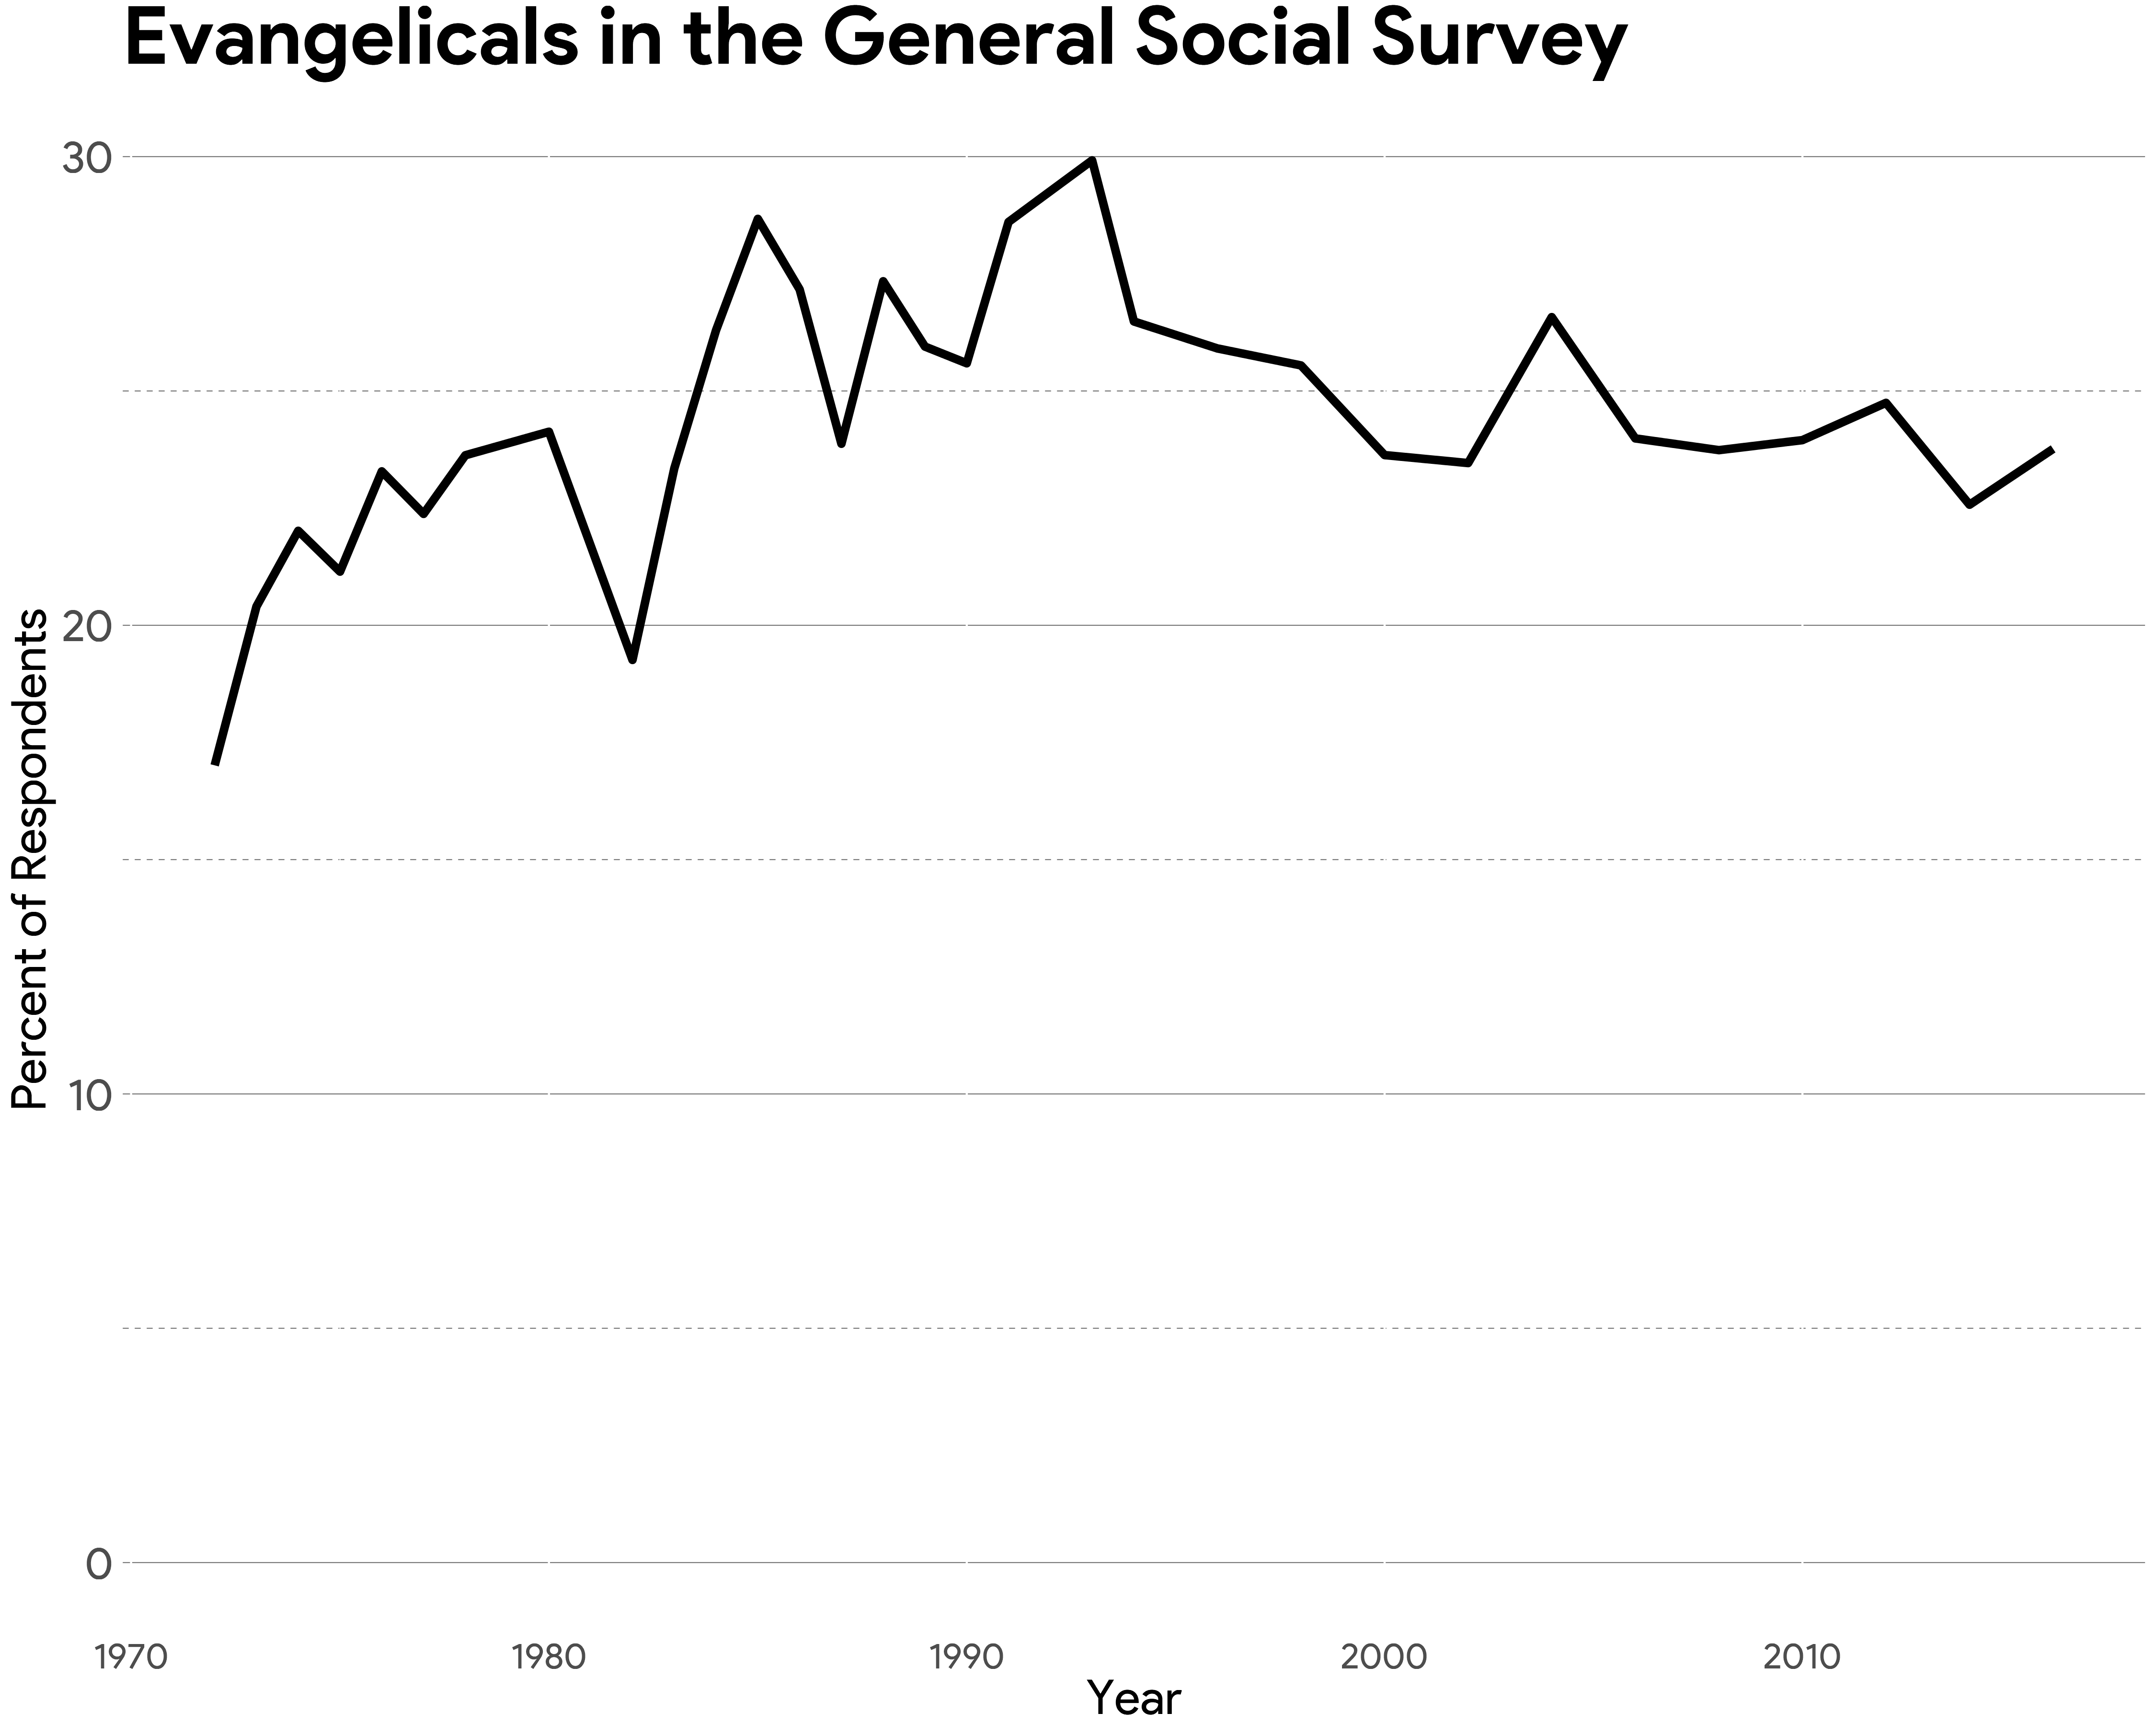 Evangelicals in the General Social Survey
30
20
10
0
Percent of Respondents
1970 1980 1990 2000 2010
Year